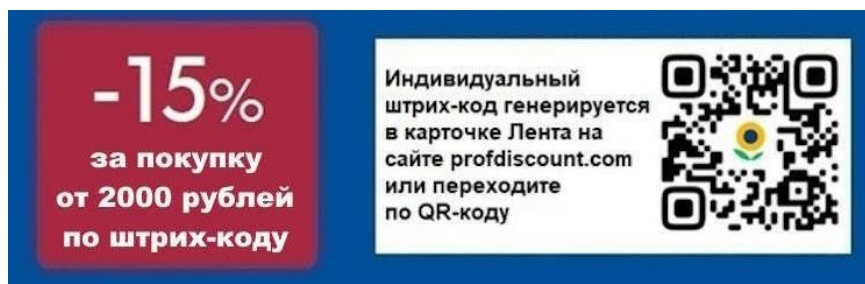 -15%
за покупку
от 2000 рублей
по штрих-коду
Индивидуальный
штрих-код генерируется
в карточке Лента на
сайте profdiscount.com
или переходите
по QR-коду